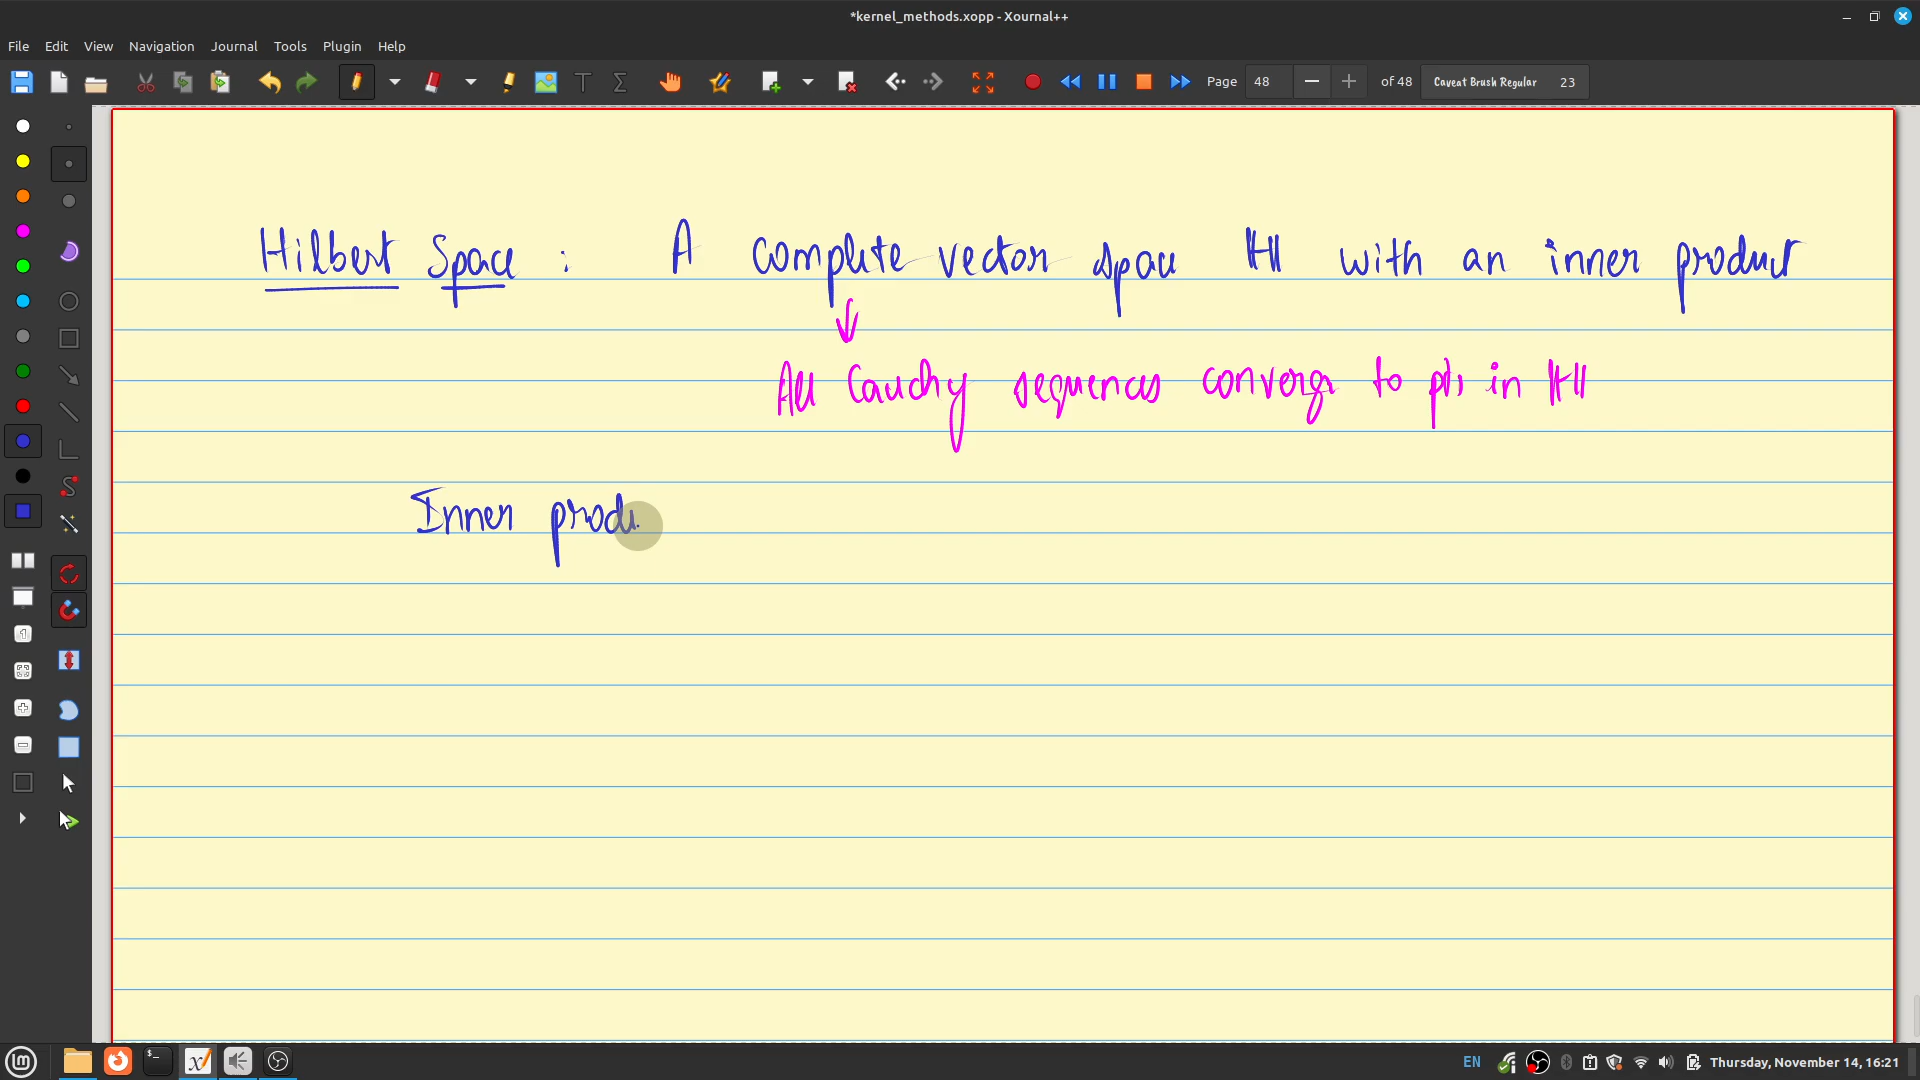 *kernel_methods.xopp - Xournal++
File Edit View Navigation Journal Tools Plugin Help
Page 48 of 48 Caveat Brush Regular 23
Hilbert Space : A complete vector space ℍ with an inner product
All Cauchy sequences converge to pts in ℍ
Inner produ
EN Thursday, November 14, 16:21